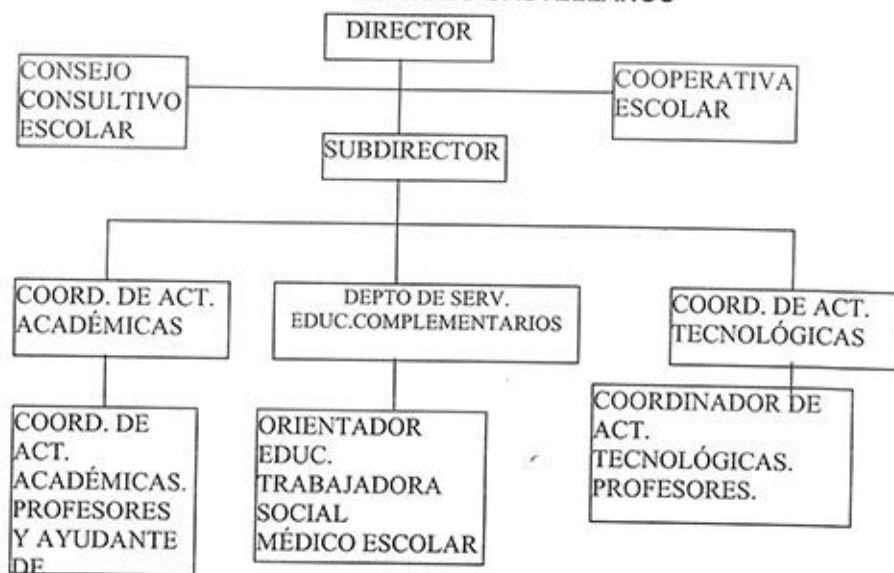 DIRECTOR
CONSEJO
CONSULTIVO
ESCOLAR
COOPERATIVA
ESCOLAR
SUBDIRECTOR
COORD. DE ACT.
ACADÉMICAS
DEPTO DE SERV.
EDUC.COMPLEMENTARIOS
COORD. DE ACT.
TECNOLÓGICAS
COORD. DE
ACT.
ACADÉMICAS.
PROFESORES
Y AYUDANTE
DE
ORIENTADOR
EDUC.
TRABAJADORA
SOCIAL
MÉDICO ESCOLAR
COORDINADOR DE
ACT.
TECNOLÓGICAS.
PROFESORES.